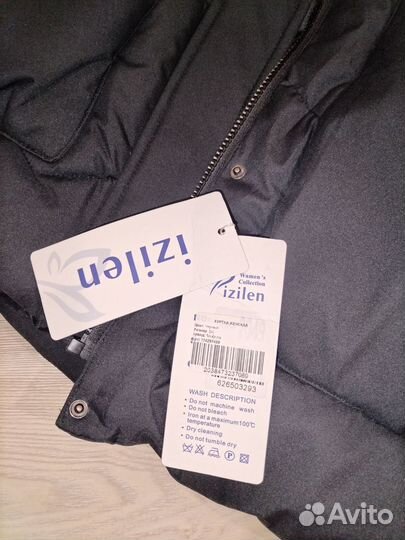 izilen
Women's
Collection
izilen
КУРТКА ЖЕНСКАЯ
2038473237089
626503293
WASH DESCRIPTION
• Do not machine wash
• Do not bleach
• Iron at a maximum100℃
temperature
• Dry cleaning
• Do not tumble dry
P
Avito